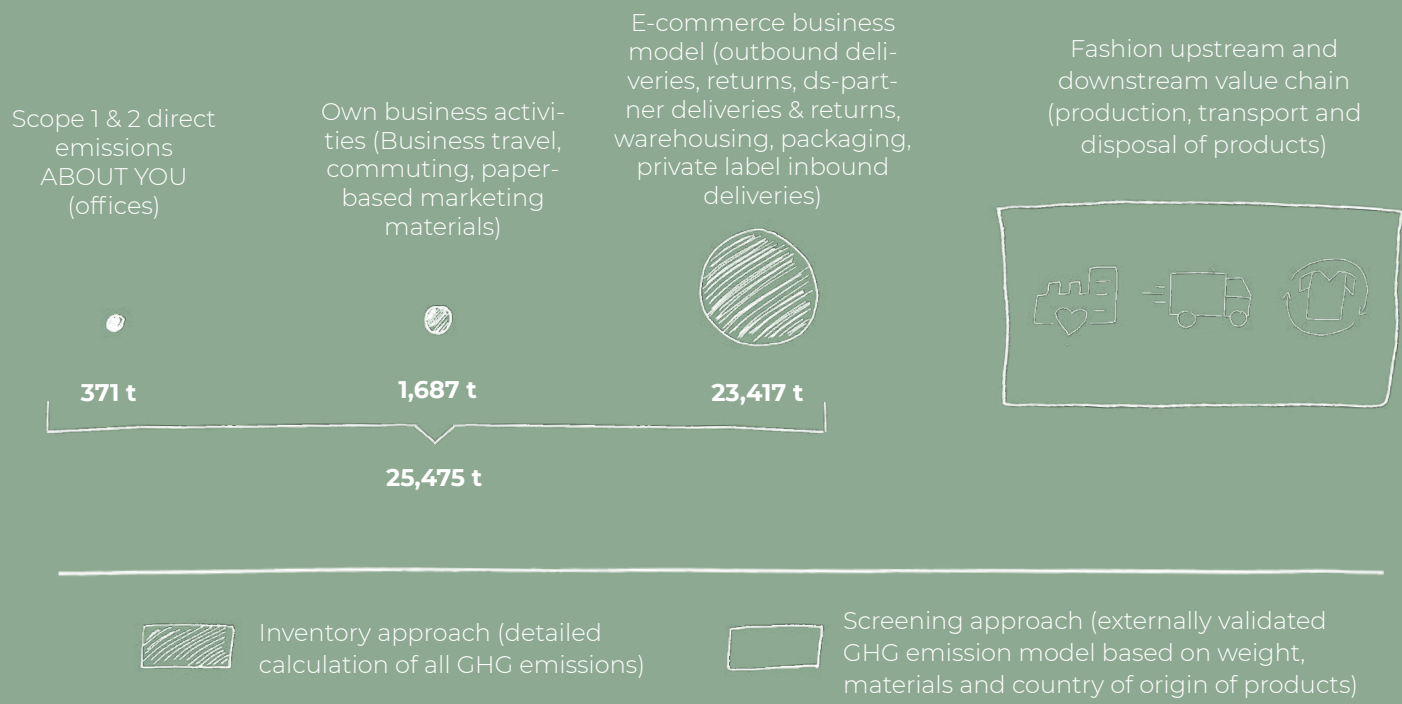 Scope 1 & 2 direct
emissions
ABOUT YOU
(offices)
Own business activi-
ties (Business travel,
commuting, paper-
based marketing
materials)
E-commerce business
model (outbound deli-
veries, returns, ds-part-
ner deliveries & returns,
warehousing, packaging,
private label inbound
deliveries)
Fashion upstream and
downstream value chain
(production, transport and
disposal of products)
371 t
1,687 t
23,417 t
25,475 t
Inventory approach (detailed
calculation of all GHG emissions)
Screening approach (externally validated
GHG emission model based on weight,
materials and country of origin of products)